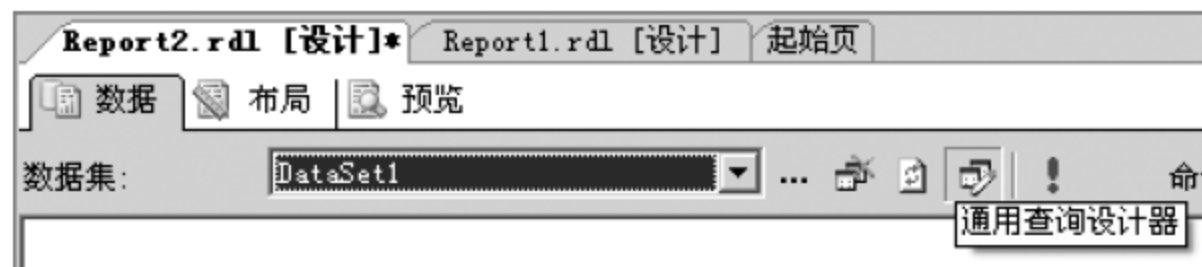 Report2.rdl [设计]* Report1.rdl [设计] 起始页
数据 布局 预览
数据集: DataSet1 ... 命
通用查询设计器